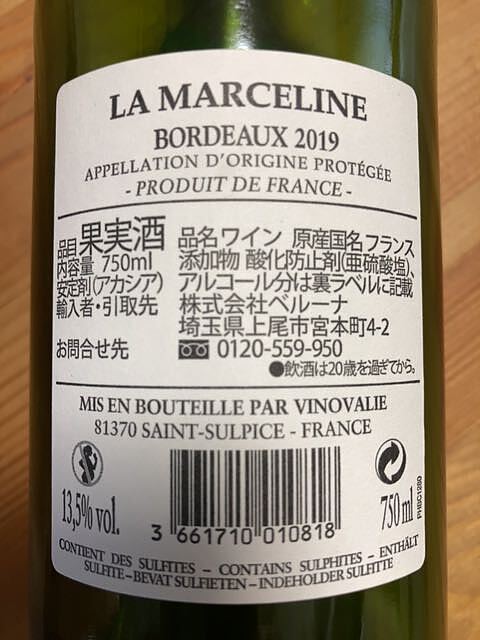 LA MARCELINE
BORDEAUX 2019
APPELLATION D'ORIGINE PROTÉGÉE
- PRODUIT DE FRANCE -
品目 果実酒 品名 ワイン 原産国名 フランス
内容量 750ml 添加物 酸化防止剤(亜硫酸塩)、
安定剤(アカシア) アルコール分は裏ラベルに記載
輸入者・引取先 株式会社ベルーナ
埼玉県上尾市宮本町4-2
お問合せ先 0120-559-950
●飲酒は20歳を過ぎてから。
MIS EN BOUTEILLE PAR VINOVALIE
81370 SAINT-SULPICE - FRANCE
13,5% vol.
3 661710 010818
750 ml
PHBC1280
CONTIENT DES SULFITES – CONTAINS SULPHITES – ENTHÄLT
SULFITE – BEVAT SULFIETEN – INDEHOLDER SULFITTE